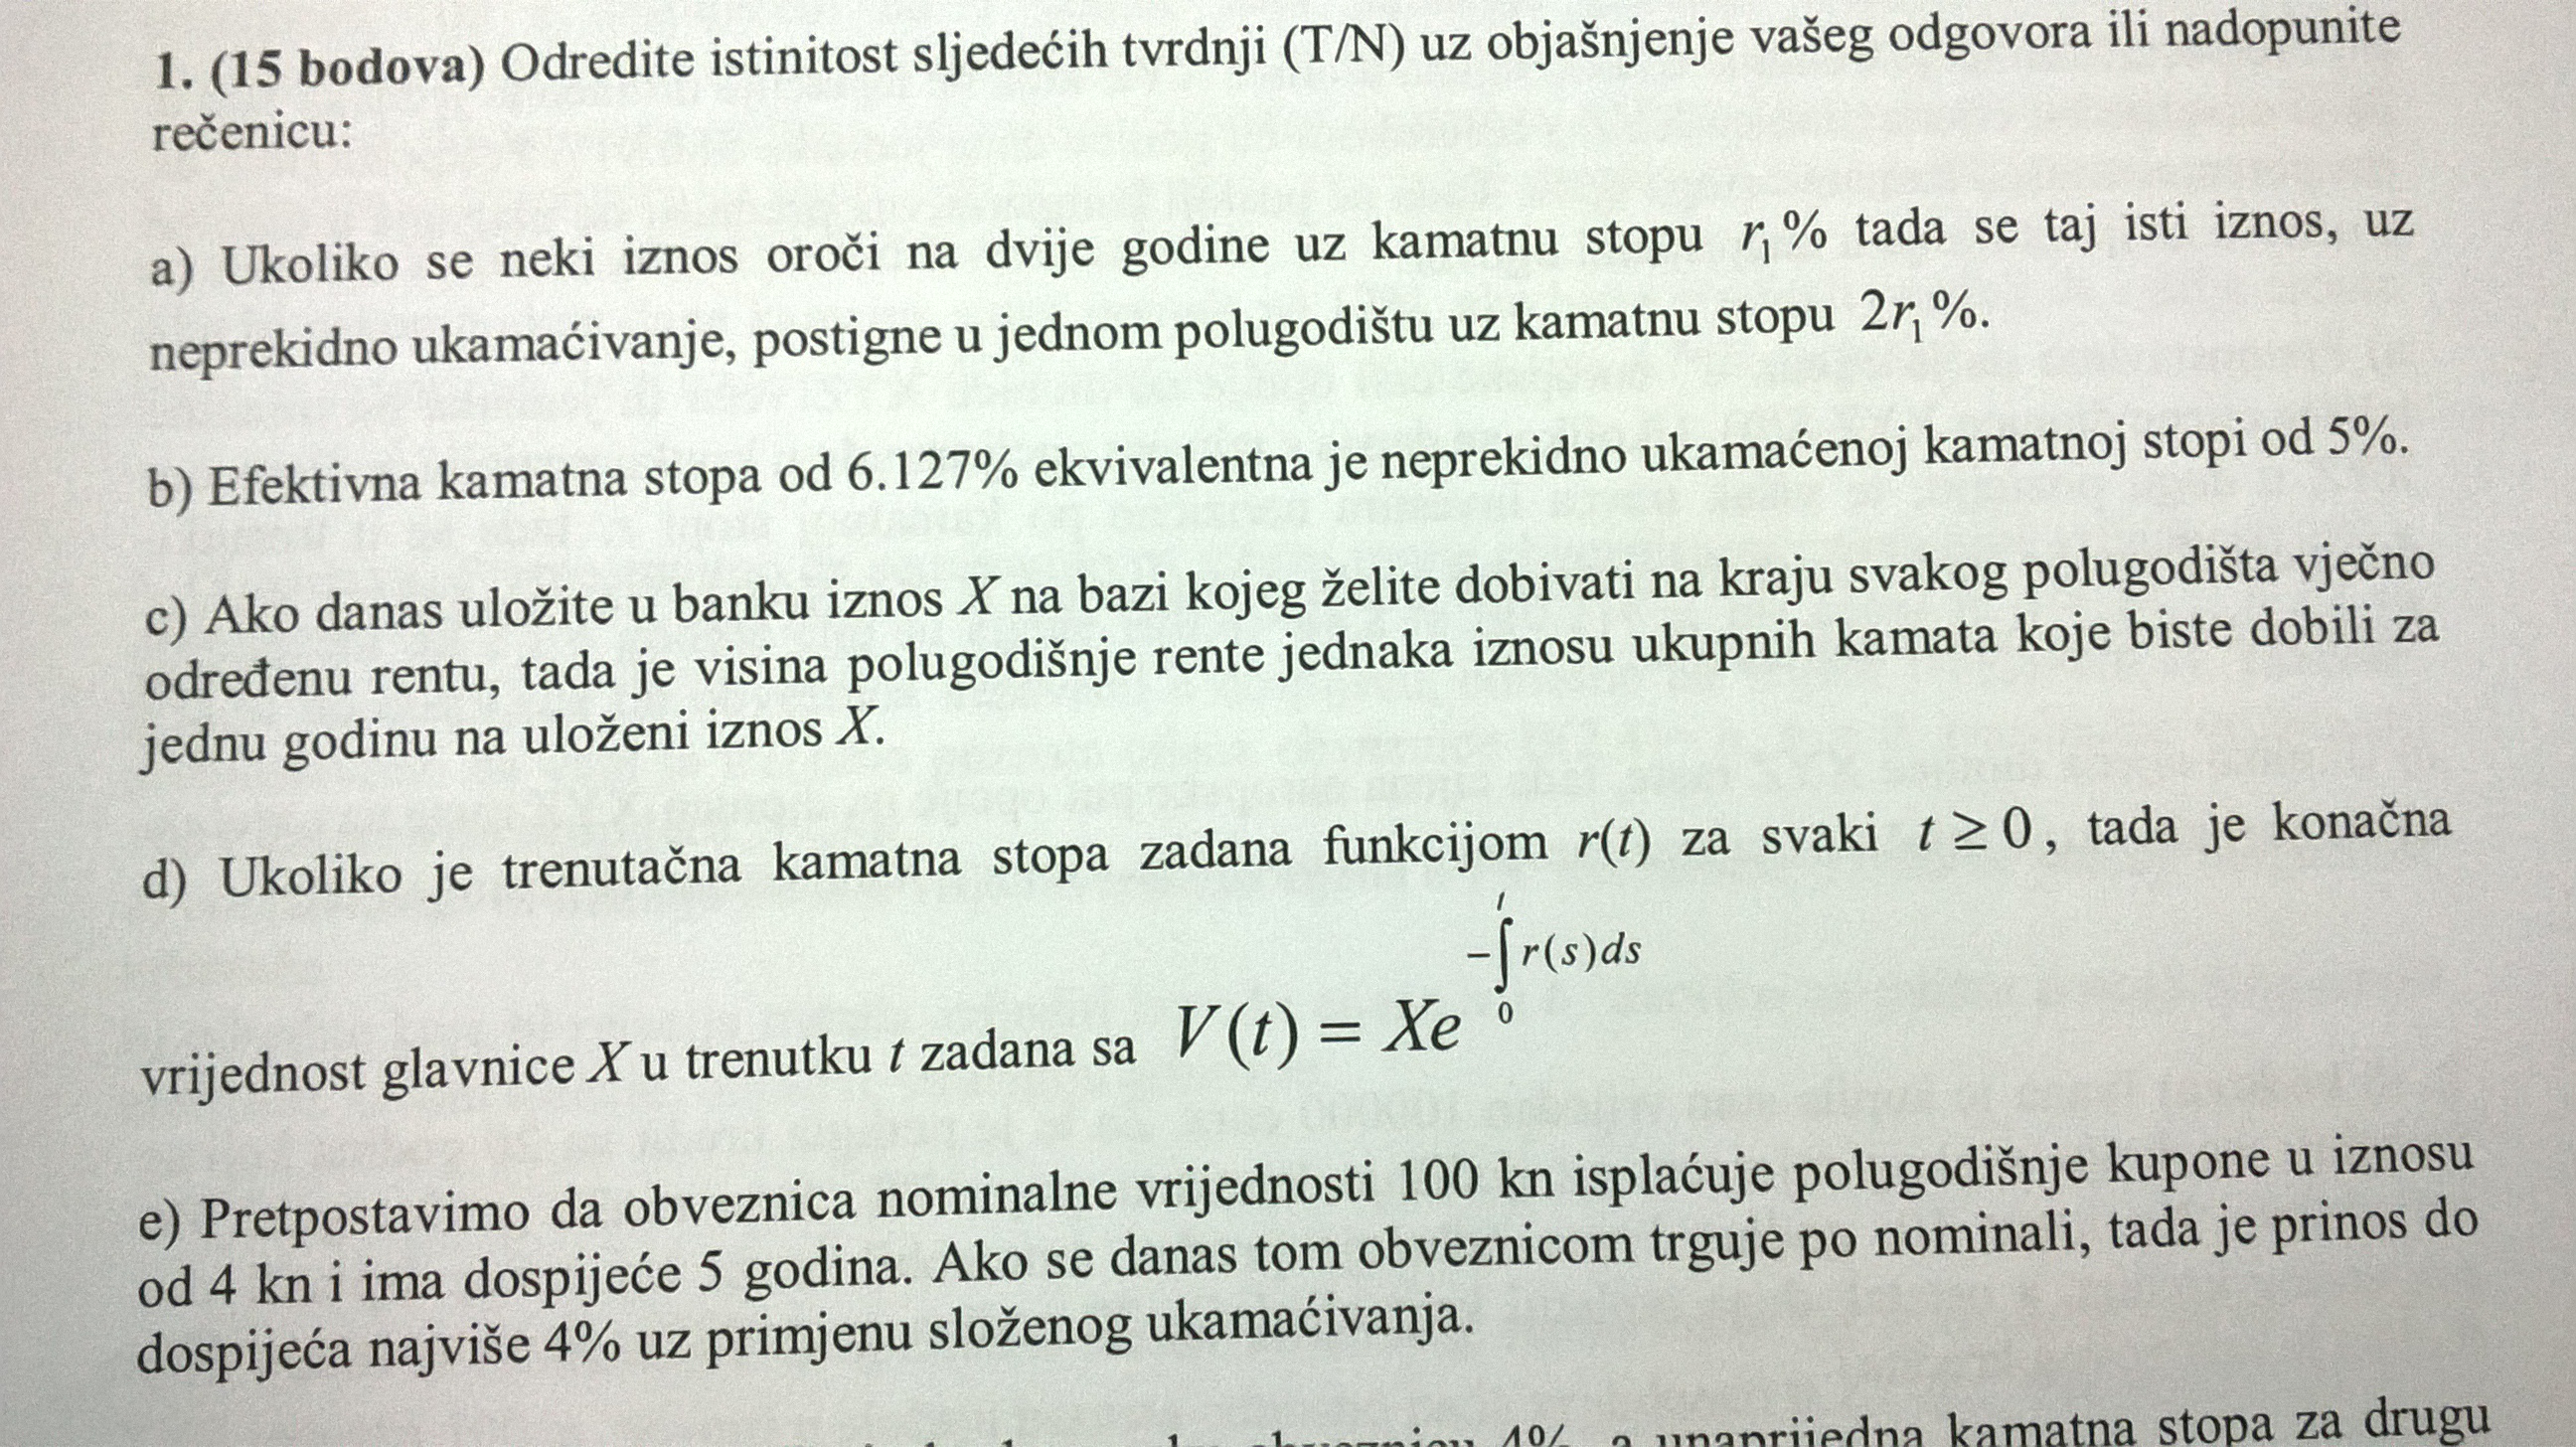 1. (15 bodova) Odredite istinitost sljedećih tvrdnji (T/N) uz objašnjenje vašeg odgovora ili nadopunite
rečenicu:
a) Ukoliko se neki iznos oroči na dvije godine uz kamatnu stopu r₁% tada se taj isti iznos, uz
neprekidno ukamaćivanje, postigne u jednom polugodištu uz kamatnu stopu 2r₁%.
b) Efektivna kamatna stopa od 6.127% ekvivalentna je neprekidno ukamaćenoj kamatnoj stopi od 5%.
c) Ako danas uložite u banku iznos X na bazi kojeg želite dobivati na kraju svakog polugodišta vječno
određenu rentu, tada je visina polugodišnje rente jednaka iznosu ukupnih kamata koje biste dobili za
jednu godinu na uloženi iznos X.
d) Ukoliko je trenutačna kamatna stopa zadana funkcijom r(t) za svaki t ≥ 0, tada je konačna
vrijednost glavnice X u trenutku t zadana sa V(t) = Xe^{-∫_0^t r(s)ds}
e) Pretpostavimo da obveznica nominalne vrijednosti 100 kn isplaćuje polugodišnje kupone u iznosu
od 4 kn i ima dospijeće 5 godina. Ako se danas tom obveznicom trguje po nominali, tada je prinos do
dospijeća najviše 4% uz primjenu složenog ukamaćivanja.
4% a unaprijedna kamatna stopa za drugu